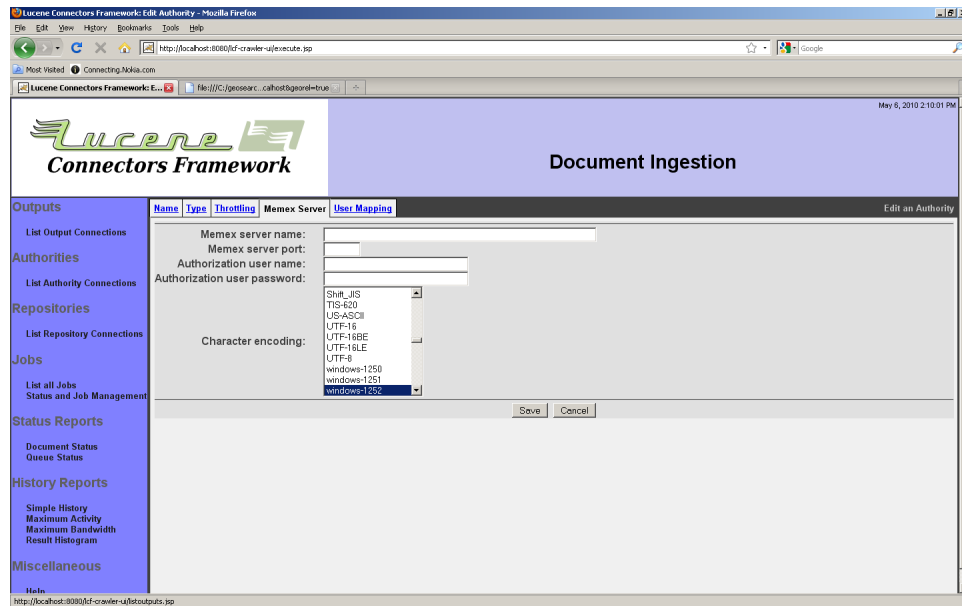 Lucene Connectors Framework: Edit Authority - Mozilla Firefox
File Edit View History Bookmarks Tools Help
http://localhost:8080/lcf-crawler-ui/execute.jsp
Google
Most Visited Connecting.Nokia.com
Lucene Connectors Framework: E...
file:///C:/geosearc...calhost&georel=true
May 6, 2010 2:10:01 PM
Lucene
Connectors Framework
Document Ingestion
Name Type Throttling Memex Server User Mapping
Edit an Authority
Outputs
List Output Connections
Authorities
List Authority Connections
Repositories
List Repository Connections
Jobs
List all Jobs
Status and Job Management
Status Reports
Document Status
Queue Status
History Reports
Simple History
Maximum Activity
Maximum Bandwidth
Result Histogram
Miscellaneous
Help
Memex server name:
Memex server port:
Authorization user name:
Authorization user password:
Character encoding:
Shift_JIS
TIS-620
US-ASCII
UTF-16
UTF-16BE
UTF-16LE
UTF-8
windows-1250
windows-1251
windows-1252
Save Cancel
http://localhost:8080/lcf-crawler-ui/listoutputs.jsp